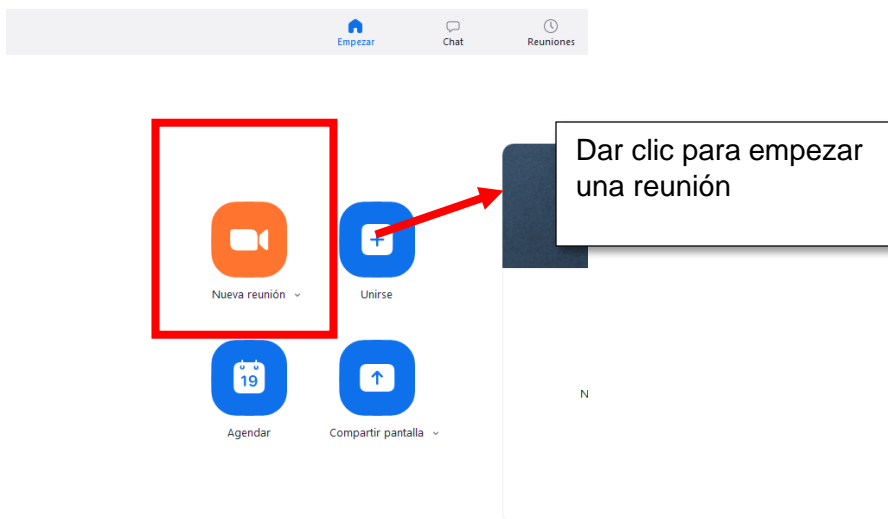 Empezar
Chat
Reuniones
Dar clic para empezar
una reunión
Nueva reunión
Unirse
19
Agendar
Compartir pantalla
N